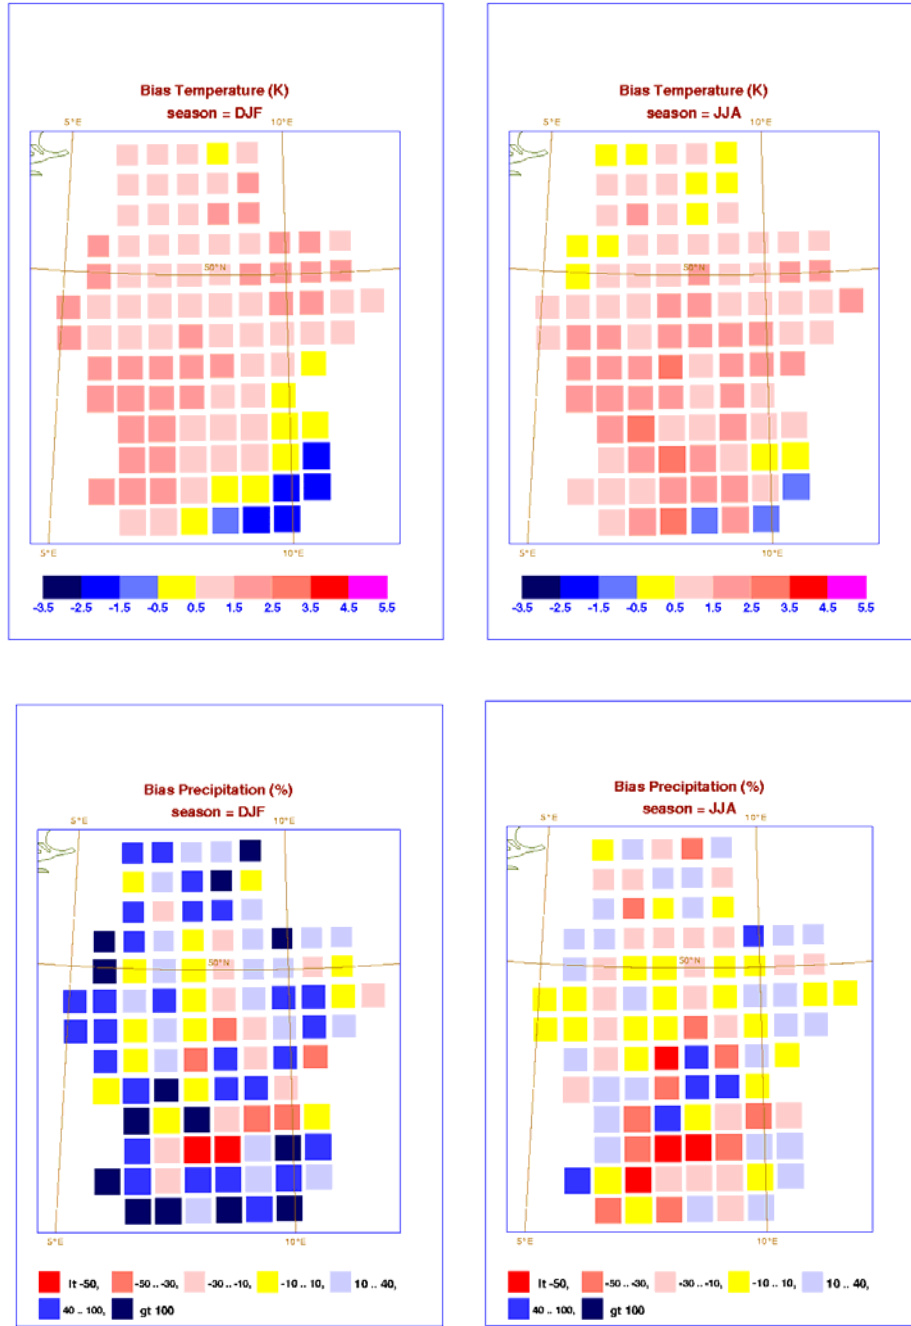 Bias Temperature (K)
season = DJF
5°E 10°E
50°N
5°E 10°E
-3.5 -2.5 -1.5 -0.5 0.5 1.5 2.5 3.5 4.5 5.5
Bias Temperature (K)
season = JJA
5°E 10°E
50°N
5°E 10°E
-3.5 -2.5 -1.5 -0.5 0.5 1.5 2.5 3.5 4.5 5.5
Bias Precipitation (%)
season = DJF
5°E 10°E
50°N
5°E 10°E
lt -50, -50 .. -30, -30 .. -10, -10 .. 10, 10 .. 40,
40 .. 100, gt 100
Bias Precipitation (%)
season = JJA
5°E 10°E
50°N
5°E 10°E
lt -50, -50 .. -30, -30 .. -10, -10 .. 10, 10 .. 40,
40 .. 100, gt 100